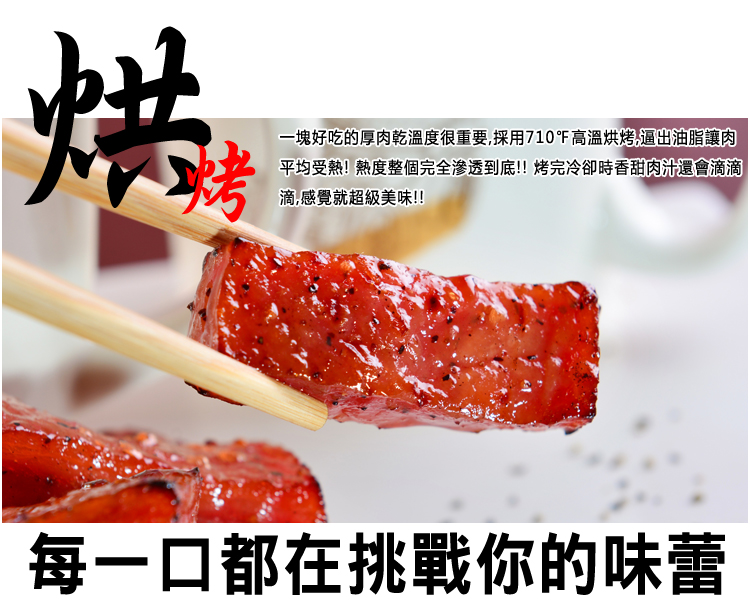 烘烤
一塊好吃的厚肉乾溫度很重要,採用710℉高溫烘烤,逼出油脂讓肉
平均受熱! 熱度整個完全滲透到底!! 烤完冷卻時香甜肉汁還會滴滴
滴,感覺就超級美味!!
每一口都在挑戰你的味蕾